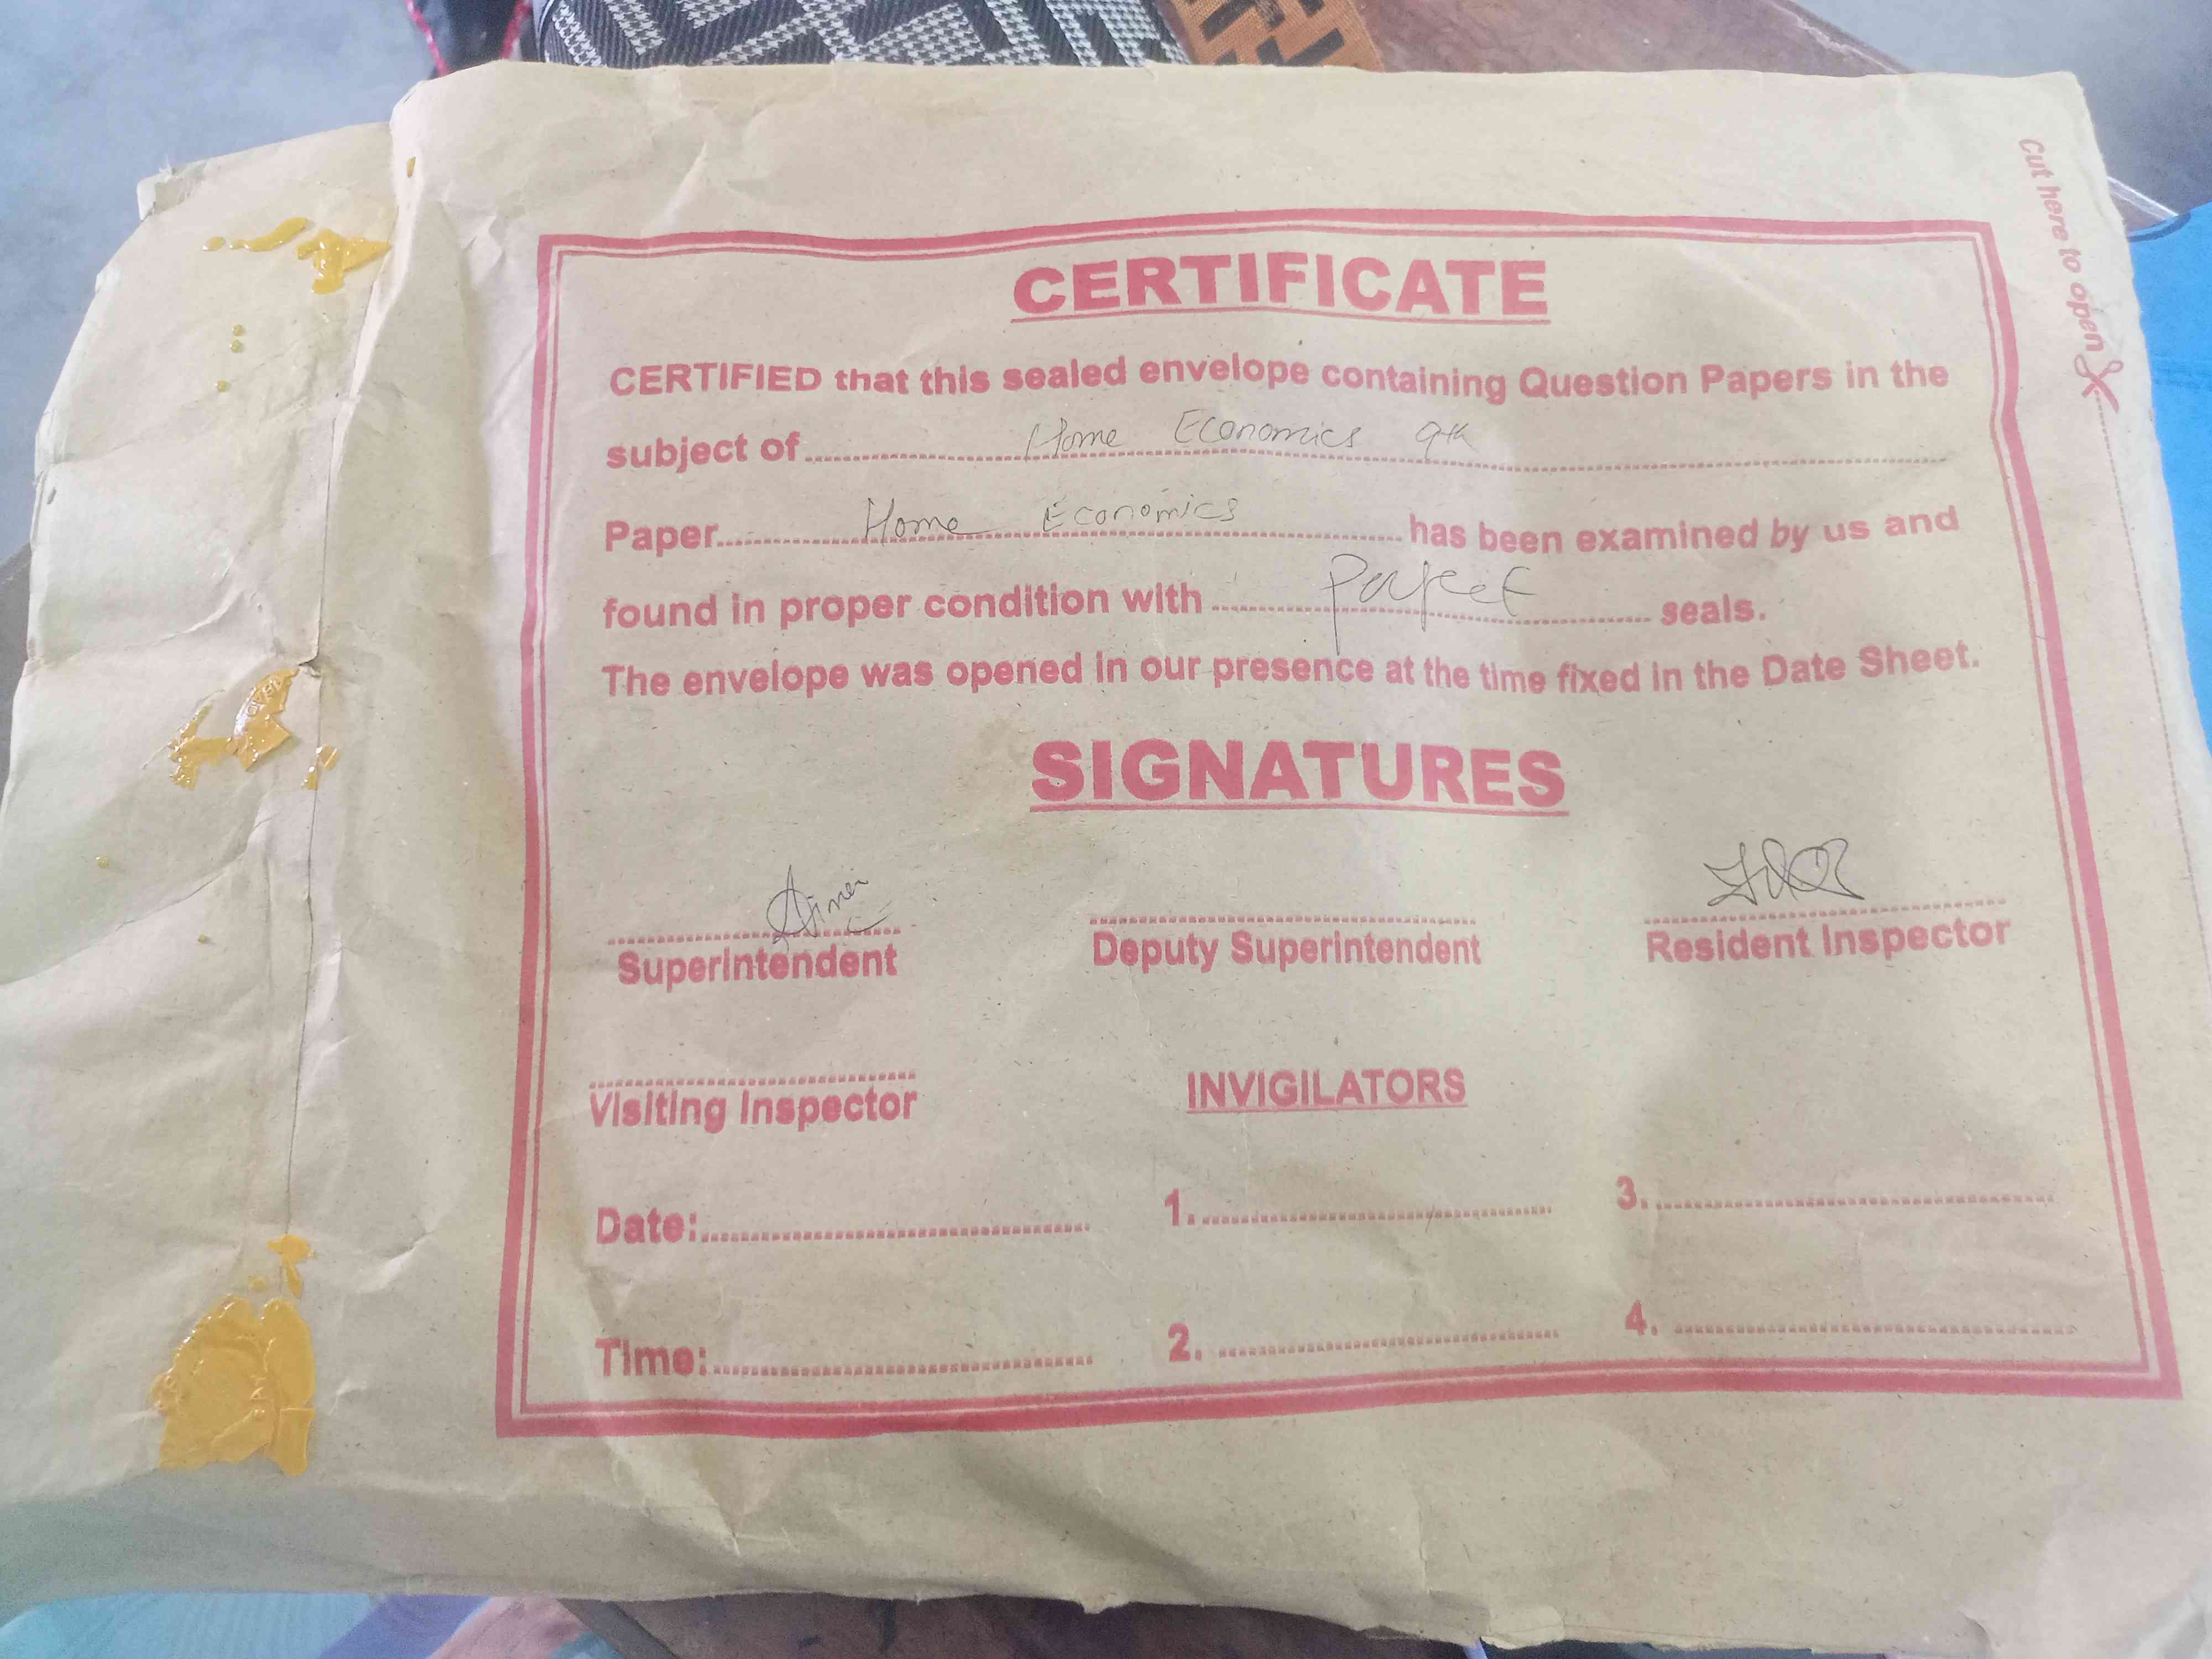 Cut here to open
CERTIFICATE
CERTIFIED that this sealed envelope containing Question Papers in the
subject of.......... Home Economics 9th ..........
Paper.......... Home Economics .......... has been examined by us and
found in proper condition with .......... Perfect .......... seals.
The envelope was opened in our presence at the time fixed in the Date Sheet.
SIGNATURES
Superintendent Deputy Superintendent Resident Inspector
Visiting Inspector INVIGILATORS
Date:.......... 1........... 3...........
Time:.......... 2. .......... 4. ..........